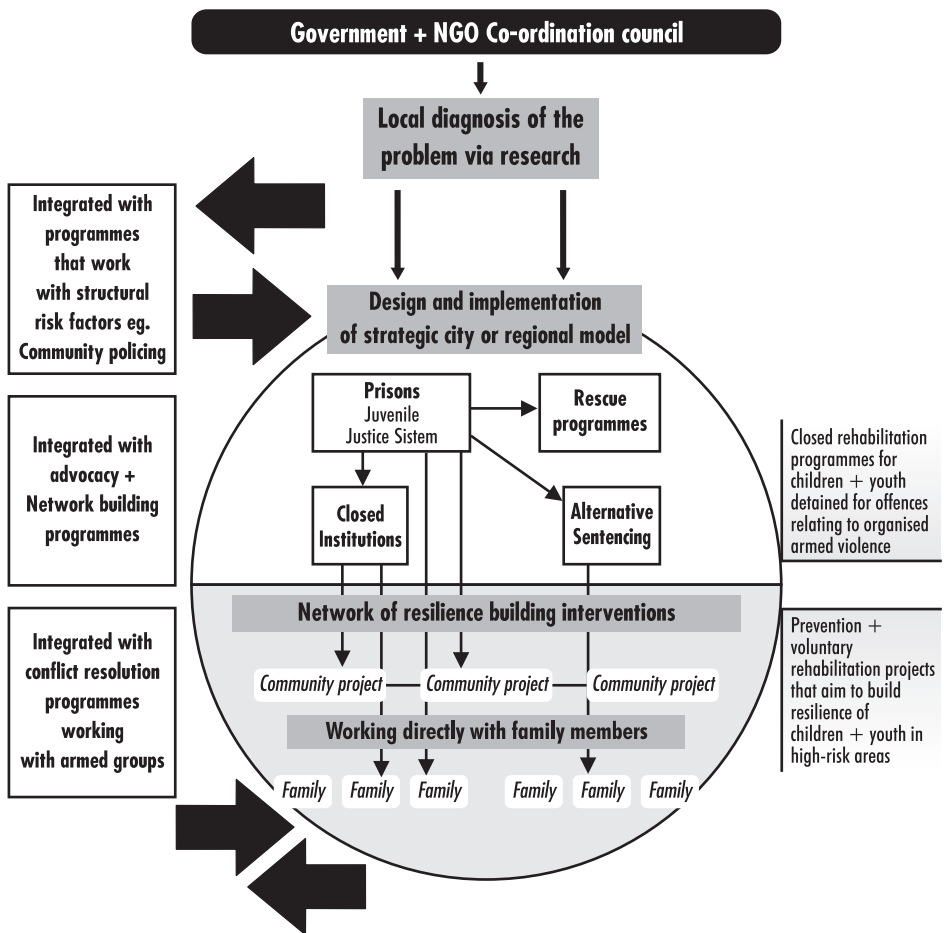 Government + NGO Co-ordination council
Local diagnosis of the
problem via research
Integrated with
programmes
that work
with structural
risk factors eg.
Community policing
Design and implementation
of strategic city or regional model
Prisons
Juvenile
Justice Sistem
Rescue
programmes
Integrated with
advocacy +
Network building
programmes
Closed
Institutions
Alternative
Sentencing
Closed rehabilitation
programmes for
children + youth
detained for offences
relating to organised
armed violence
Network of resilience building interventions
Integrated with
conflict resolution
programmes
working
with armed groups
Community project
Community project
Community project
Prevention +
voluntary
rehabilitation projects
that aim to build
resilience of
children + youth in
high-risk areas
Working directly with family members
Family
Family
Family
Family
Family
Family